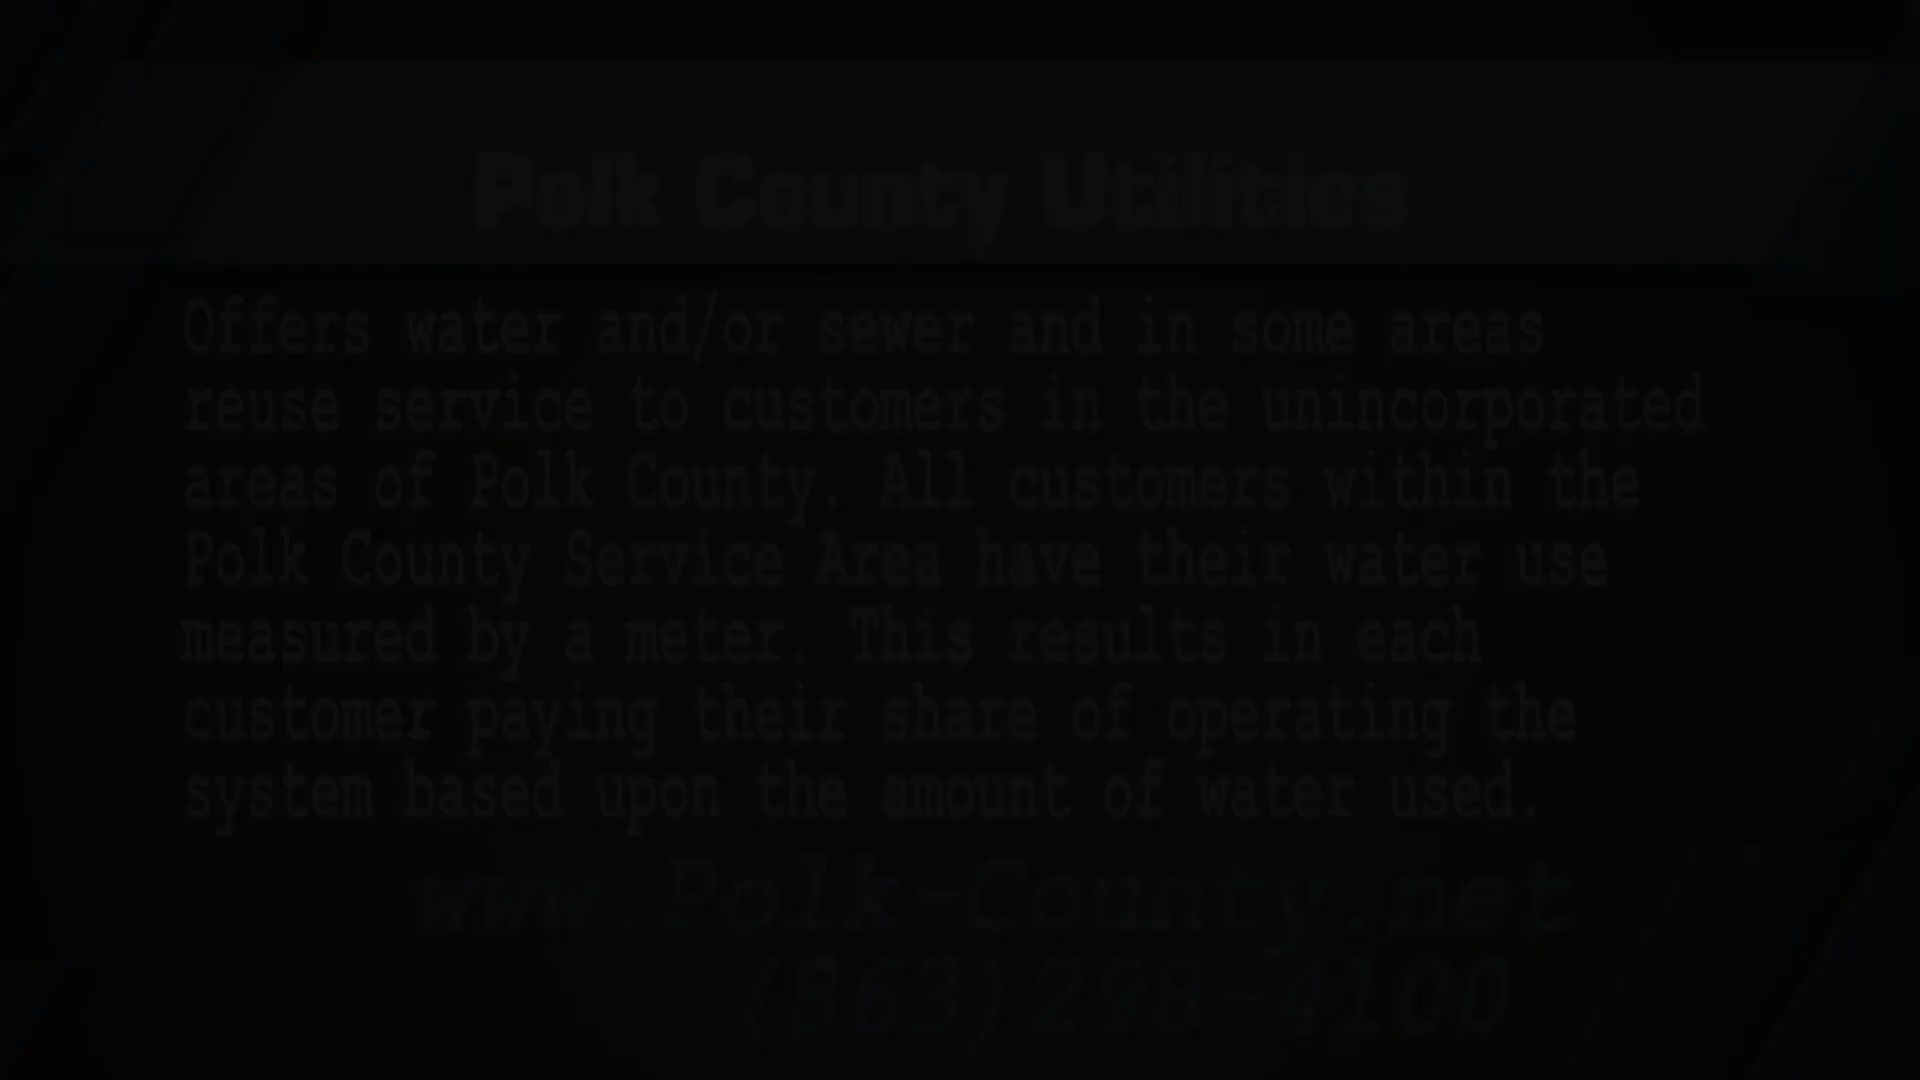 Polk County Utilities
Offers water and/or sewer and in some areas
reuse service to customers in the unincorporated
areas of Polk County. All customers within the
Polk County Service Area have their water use
measured by a meter. This results in each
customer paying their share of operating the
system based upon the amount of water used.
www.Polk-County.net
(863)298-4100